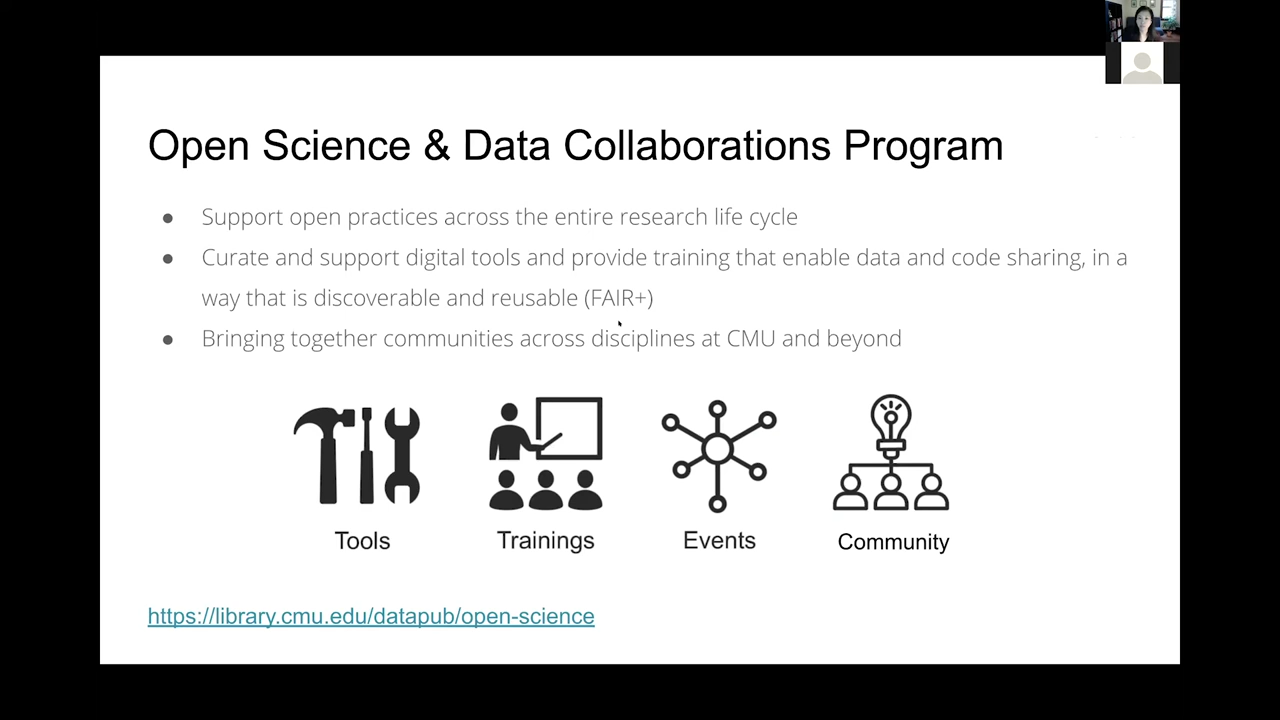 Open Science & Data Collaborations Program
● Support open practices across the entire research life cycle
● Curate and support digital tools and provide training that enable data and code sharing, in a
way that is discoverable and reusable (FAIR+)
● Bringing together communities across disciplines at CMU and beyond
Tools
Trainings
Events
Community
https://library.cmu.edu/datapub/open-science